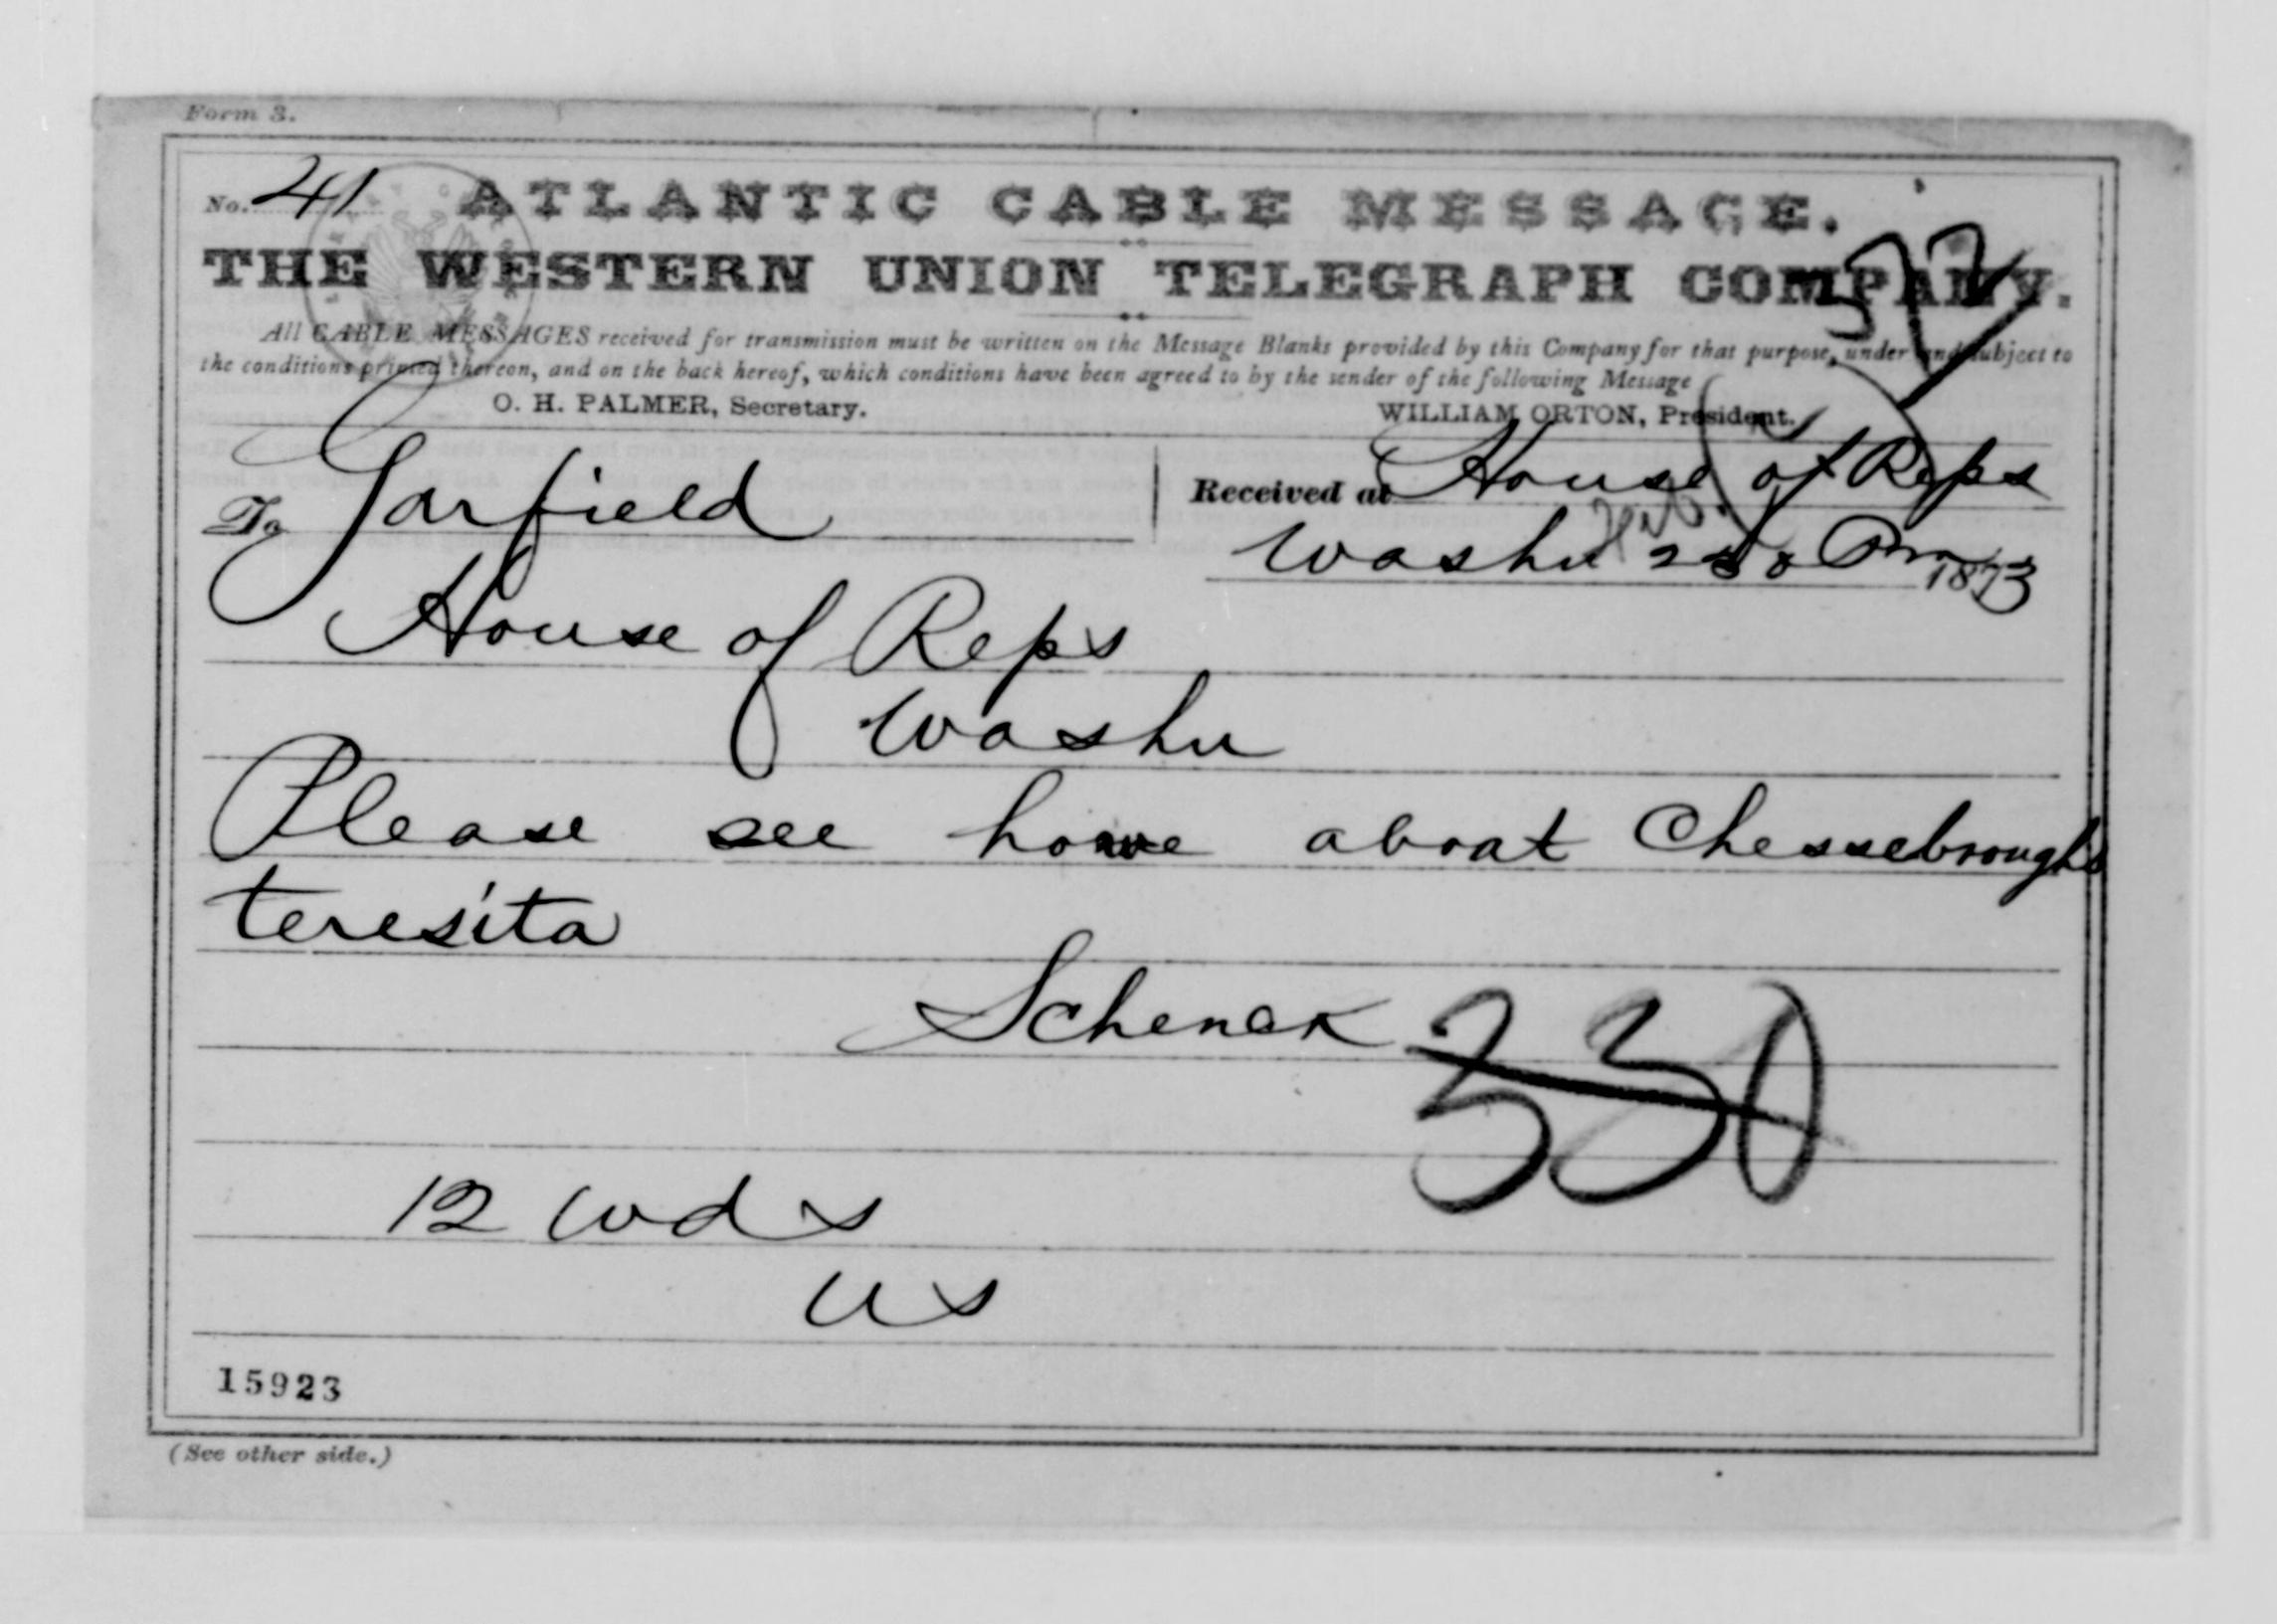 Form 3.
No. 41 ATLANTIC CABLE MESSAGE.
THE WESTERN UNION TELEGRAPH COMPANY.
All CABLE MESSAGES received for transmission must be written on the Message Blanks provided by this Company for that purpose, under and subject to
the conditions printed thereon, and on the back hereof, which conditions have been agreed to by the sender of the following Message
O. H. PALMER, Secretary. WILLIAM ORTON, President.
To Garfield
Received at House of Reps
Washn Pm 1873
House of Reps
Washn
Please see about Chessebroughs
teresita
Schenck
330
12 wds
us
15923
(See other side.)